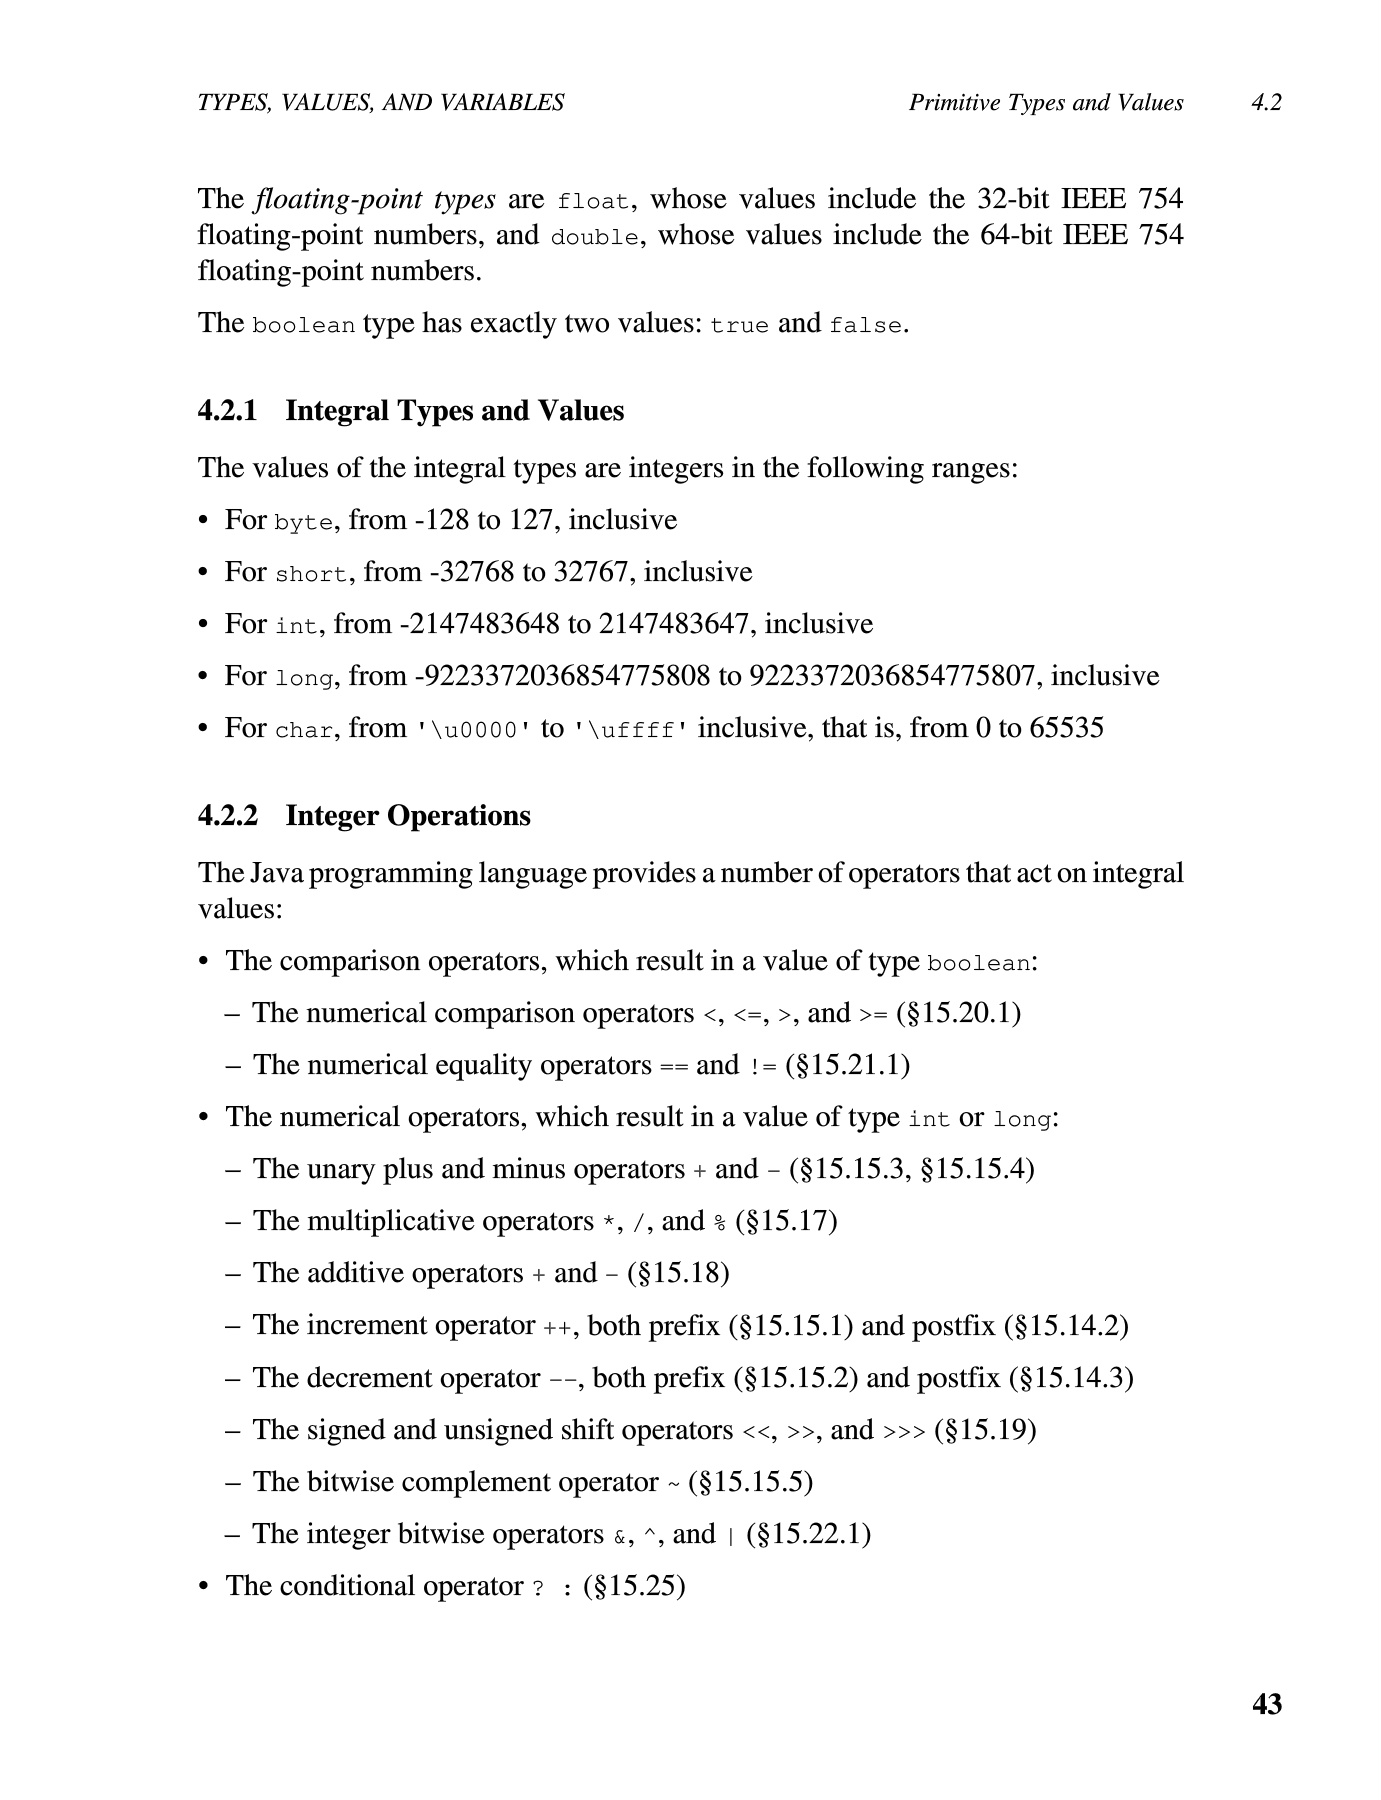 TYPES, VALUES, AND VARIABLES Primitive Types and Values 4.2
The floating-point types are float, whose values include the 32-bit IEEE 754
floating-point numbers, and double, whose values include the 64-bit IEEE 754
floating-point numbers.
The boolean type has exactly two values: true and false.
4.2.1 Integral Types and Values
The values of the integral types are integers in the following ranges:
• For byte, from -128 to 127, inclusive
• For short, from -32768 to 32767, inclusive
• For int, from -2147483648 to 2147483647, inclusive
• For long, from -9223372036854775808 to 9223372036854775807, inclusive
• For char, from '\u0000' to '\uffff' inclusive, that is, from 0 to 65535
4.2.2 Integer Operations
The Java programming language provides a number of operators that act on integral
values:
• The comparison operators, which result in a value of type boolean:
– The numerical comparison operators <, <=, >, and >= (§15.20.1)
– The numerical equality operators == and != (§15.21.1)
• The numerical operators, which result in a value of type int or long:
– The unary plus and minus operators + and - (§15.15.3, §15.15.4)
– The multiplicative operators *, /, and % (§15.17)
– The additive operators + and - (§15.18)
– The increment operator ++, both prefix (§15.15.1) and postfix (§15.14.2)
– The decrement operator --, both prefix (§15.15.2) and postfix (§15.14.3)
– The signed and unsigned shift operators <<, >>, and >>> (§15.19)
– The bitwise complement operator ~ (§15.15.5)
– The integer bitwise operators &, ^, and | (§15.22.1)
• The conditional operator ? : (§15.25)
43